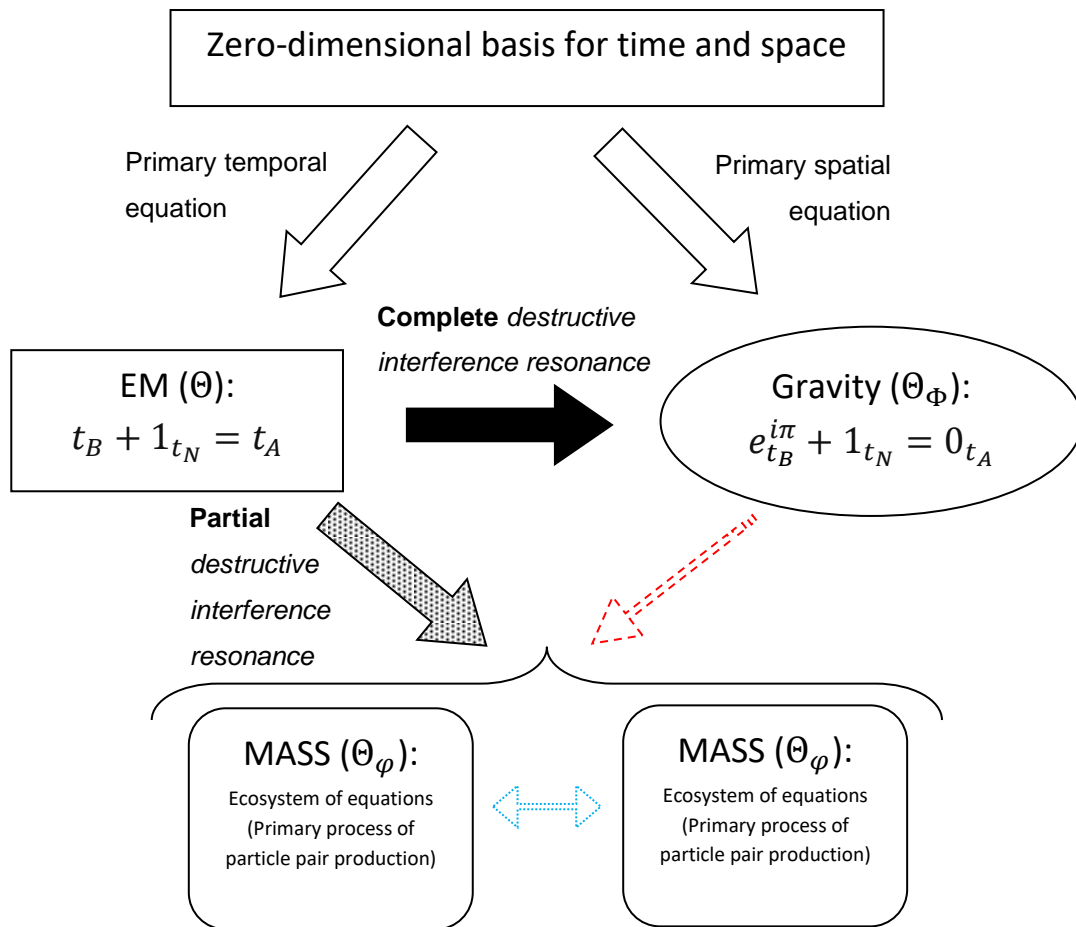 Zero-dimensional basis for time and space
Primary temporal
equation
Primary spatial
equation
Complete destructive
interference resonance
EM (Θ):
t_B + 1_{t_N} = t_A
Gravity (Θ_Φ):
e^{iπ}_{t_B} + 1_{t_N} = 0_{t_A}
Partial
destructive
interference
resonance
MASS (Θ_φ):
Ecosystem of equations
(Primary process of
particle pair production)
MASS (Θ_φ):
Ecosystem of equations
(Primary process of
particle pair production)